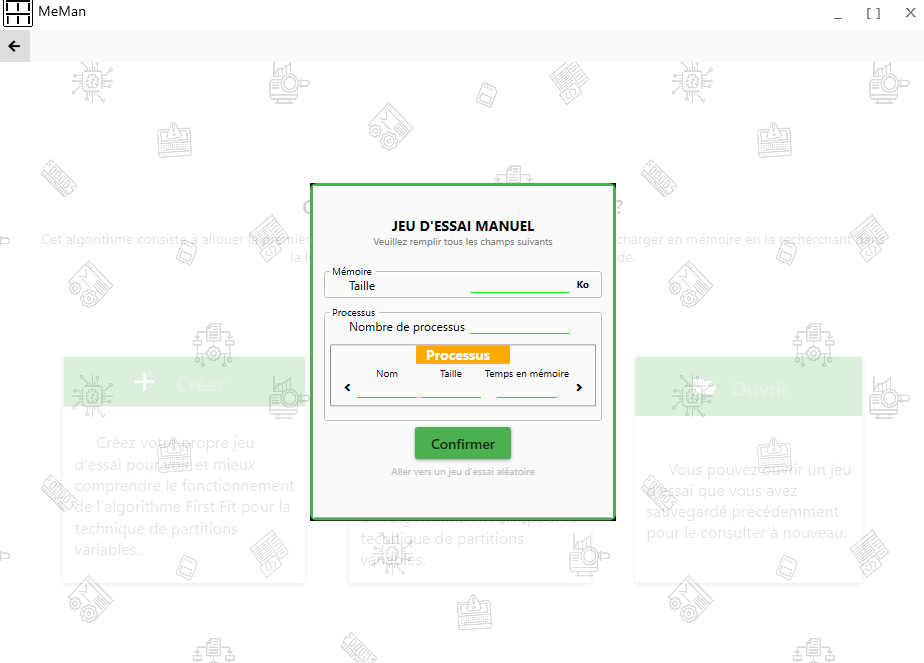 MeMan
?
Cet algorithme consiste à allouer la première
charger en mémoire en la recherchant dans
la
de.
JEU D'ESSAI MANUEL
Veuillez remplir tous les champs suivants
Mémoire
Taille
Ko
Processus
Nombre de processus
Processus
Nom Taille Temps en mémoire
Confirmer
Aller vers un jeu d'essai aléatoire
Créer
Créez votre propre jeu
d'essai pour voir et mieux
comprendre le fonctionnement
de l'algorithme First Fit pour la
technique de partitions
variables.
technique de partitions
variables.
Ouvrir
Vous pouvez ouvrir un jeu
d'essai que vous avez
sauvegardé précédemment
pour le consulter à nouveau.